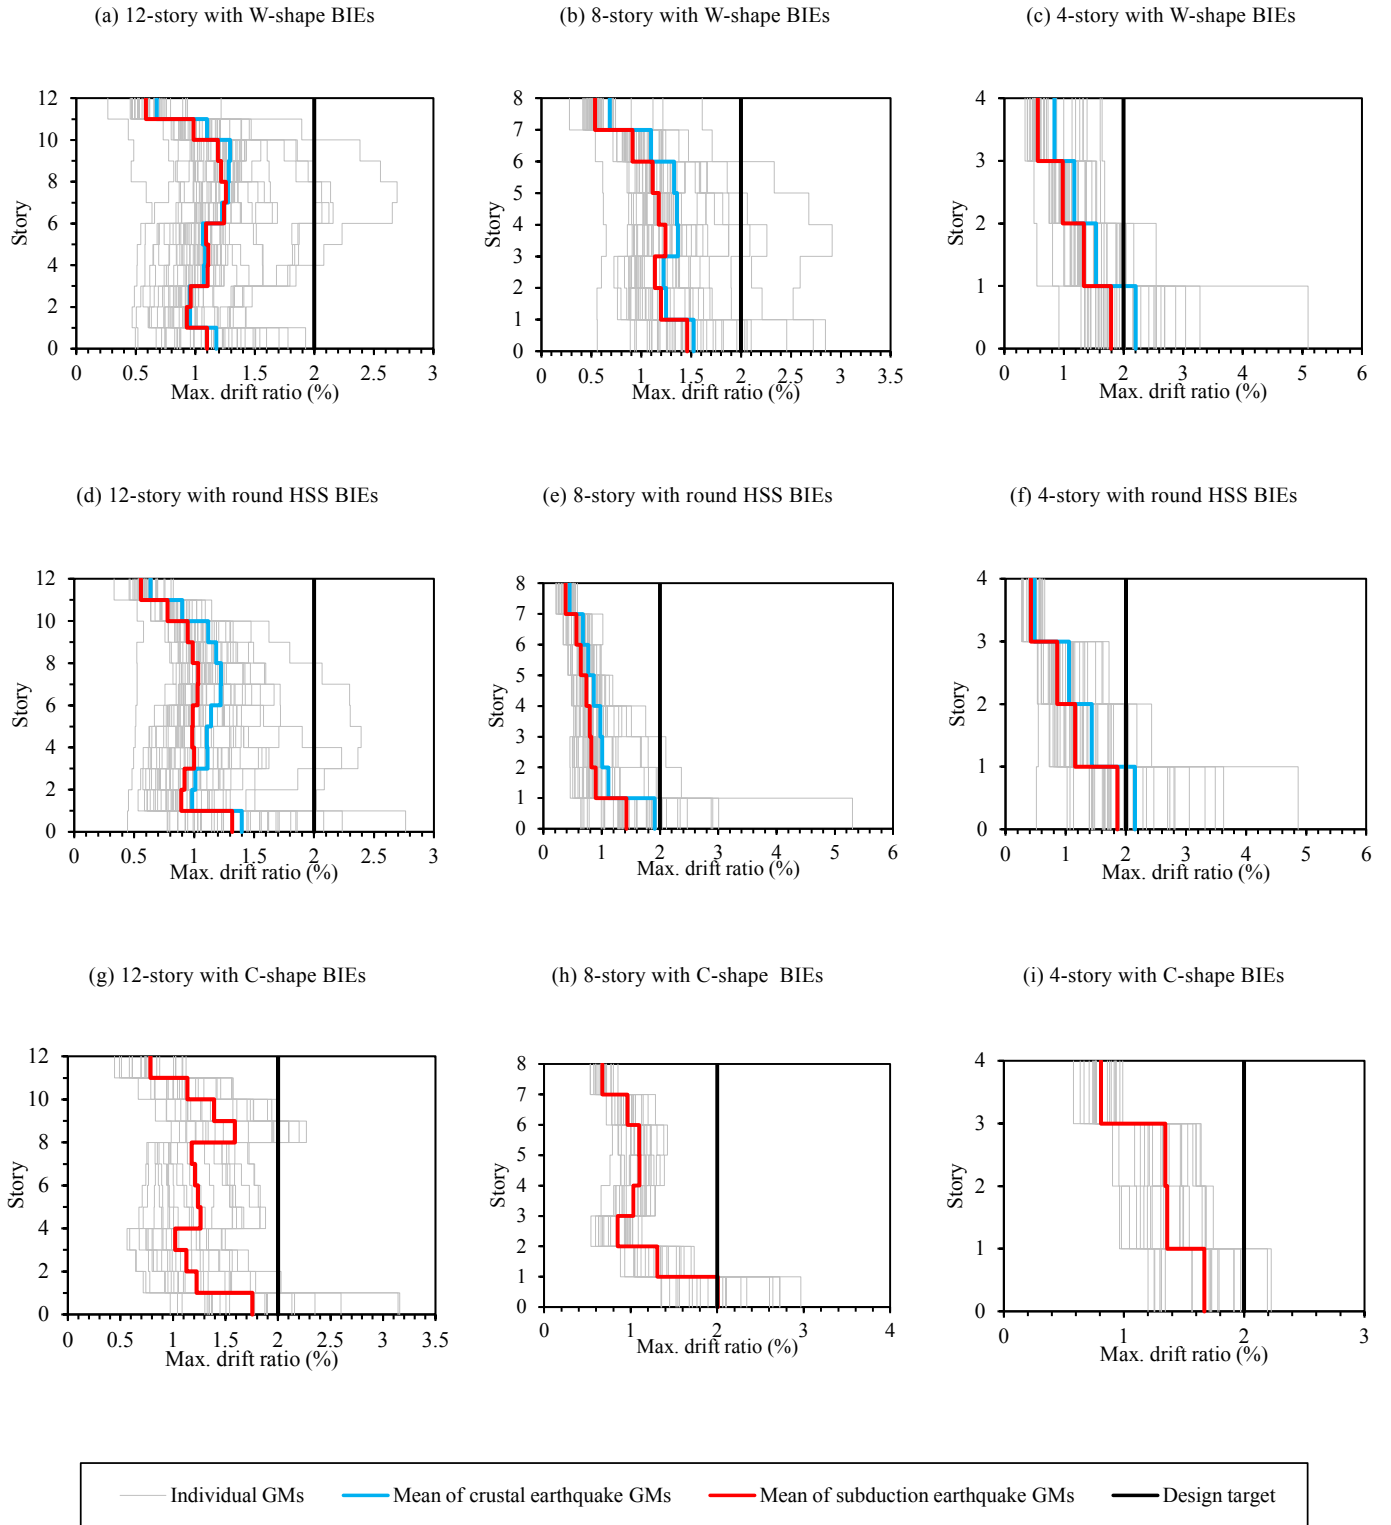 (a) 12-story with W-shape BIEs
(b) 8-story with W-shape BIEs
(c) 4-story with W-shape BIEs
12
10
8
6
4
2
0
Story
0 0.5 1 1.5 2 2.5 3
Max. drift ratio (%)
8
7
6
5
4
3
2
1
0
Story
0 0.5 1 1.5 2 2.5 3 3.5
Max. drift ratio (%)
4
3
2
1
0
Story
0 1 2 3 4 5 6
Max. drift ratio (%)
(d) 12-story with round HSS BIEs
(e) 8-story with round HSS BIEs
(f) 4-story with round HSS BIEs
12
10
8
6
4
2
0
Story
0 0.5 1 1.5 2 2.5 3
Max. drift ratio (%)
8
7
6
5
4
3
2
1
0
Story
0 1 2 3 4 5 6
Max. drift ratio (%)
4
3
2
1
0
Story
0 1 2 3 4 5 6
Max. drift ratio (%)
(g) 12-story with C-shape BIEs
(h) 8-story with C-shape BIEs
(i) 4-story with C-shape BIEs
12
10
8
6
4
2
0
Story
0 0.5 1 1.5 2 2.5 3 3.5
Max. drift ratio (%)
8
7
6
5
4
3
2
1
0
Story
0 1 2 3 4
Max. drift ratio (%)
4
3
2
1
0
Story
0 1 2 3
Max. drift ratio (%)
Individual GMs Mean of crustal earthquake GMs Mean of subduction earthquake GMs Design target